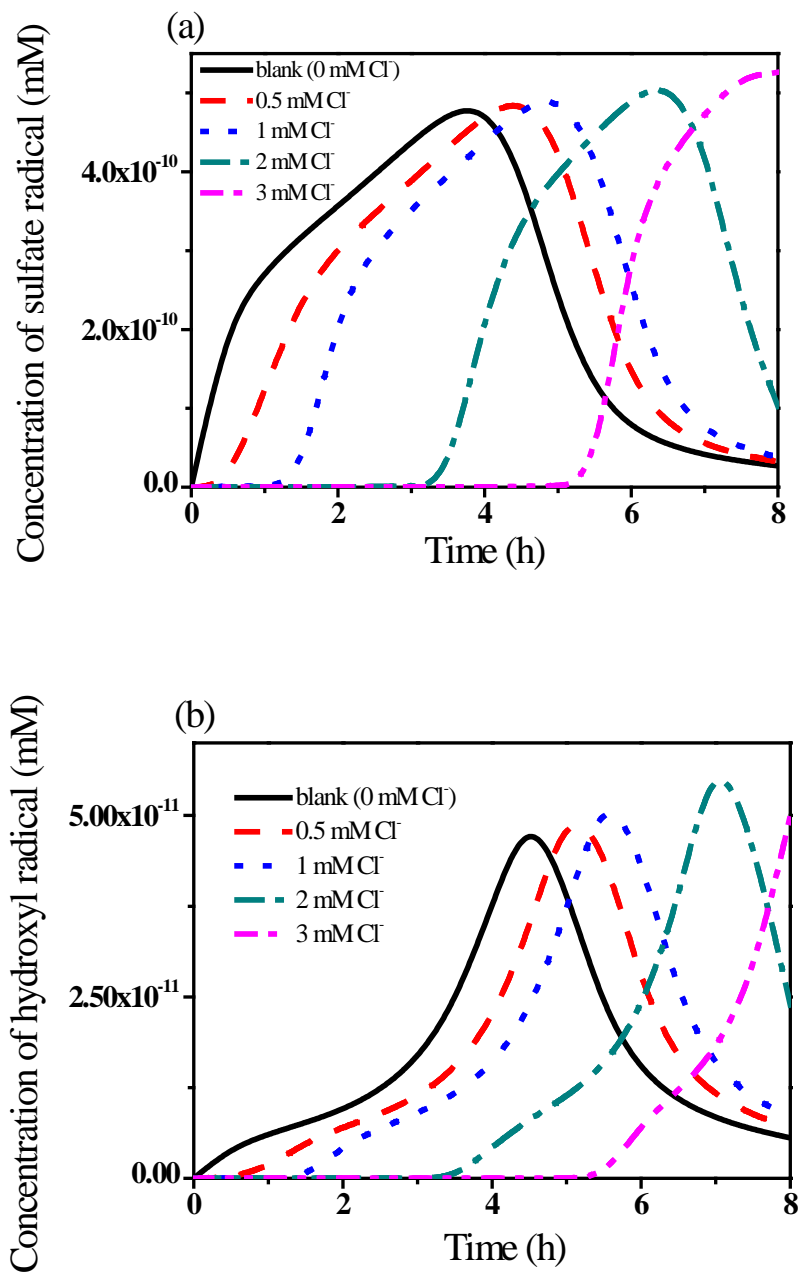 (a)
Concentration of sulfate radical (mM)
blank (0 mM Cl⁻)
0.5 mM Cl⁻
1 mM Cl⁻
2 mM Cl⁻
3 mM Cl⁻
4.0x10⁻¹⁰
2.0x10⁻¹⁰
0.0
0 2 4 6 8
Time (h)
(b)
Concentration of hydroxyl radical (mM)
blank (0 mM Cl⁻)
0.5 mM Cl⁻
1 mM Cl⁻
2 mM Cl⁻
3 mM Cl⁻
5.00x10⁻¹¹
2.50x10⁻¹¹
0.00
0 2 4 6 8
Time (h)